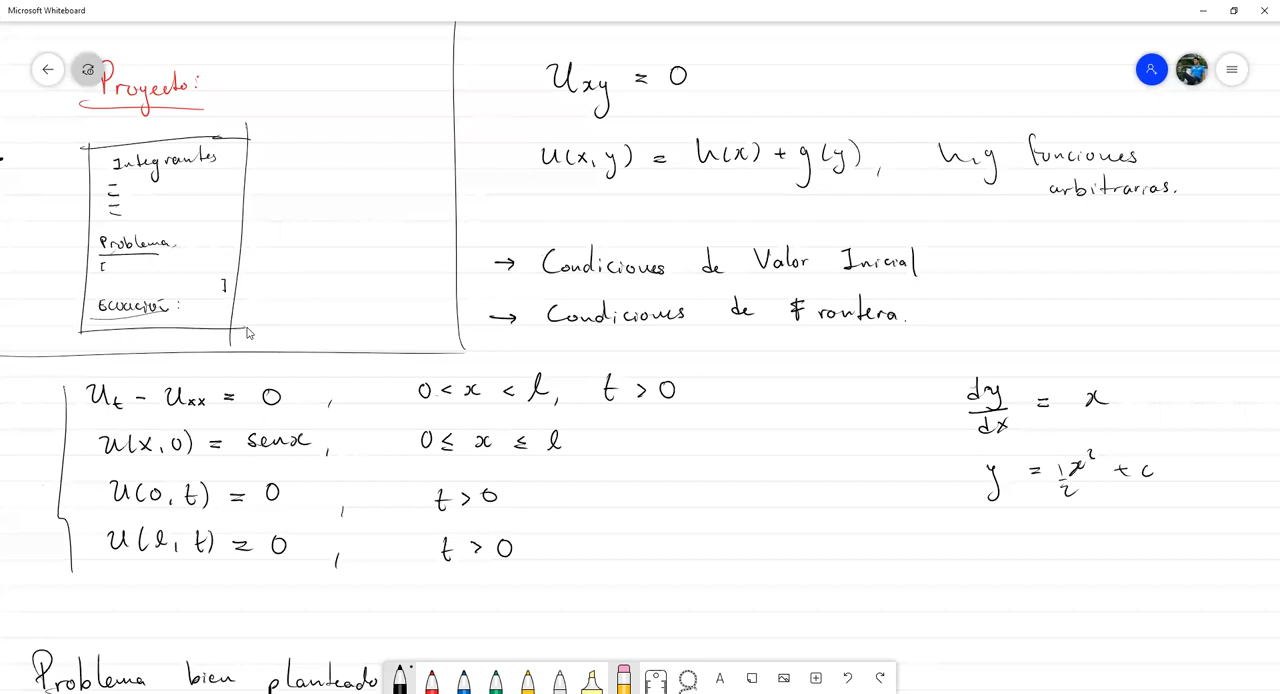 Microsoft Whiteboard
Proyecto:
Integrantes
Problema
[
]
Ecuación:
Uxy = 0
u(x,y) = h(x) + g(y), h,g funciones
arbitrarias.
→ Condiciones de Valor Inicial
→ Condiciones de Frontera.
Ut - Uxx = 0, 0 < x < l, t > 0
u(x,0) = senx, 0 ≤ x ≤ l
u(0,t) = 0, t > 0
u(l,t) = 0, t > 0
dy/dx = x
y = 1/2 x² + c
Problema bien planteado